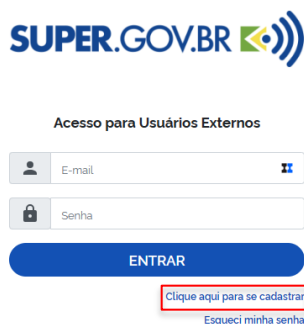 SUPER.GOV.BR
Acesso para Usuários Externos
E-mail
Senha
ENTRAR
Clique aqui para se cadastrar
Esqueci minha senha